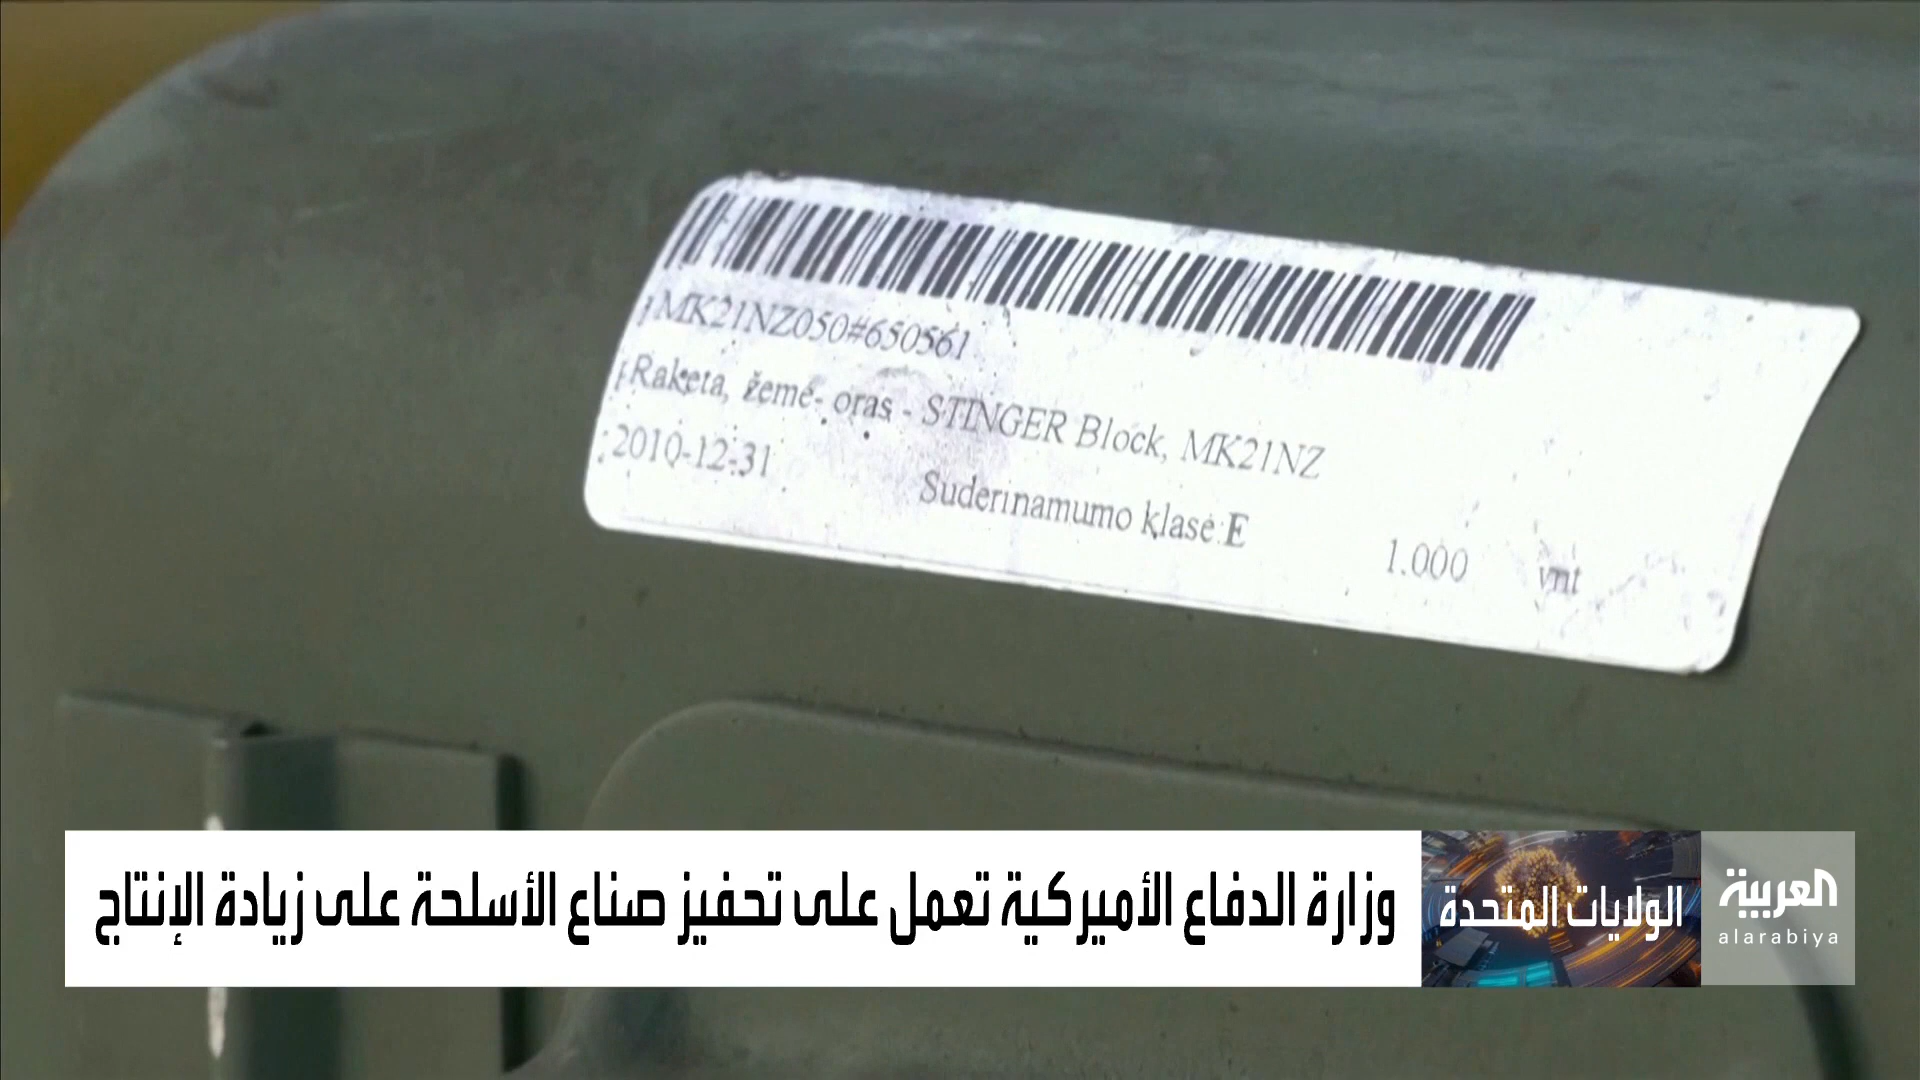 MK21NZ050#650561
Raketa, žemė- oras - STINGER Block, MK21NZ
2010-12-31
Suderinamumo klasė: E
1.000 vnt
العربية
alarabiya
الولايات المتحدة
وزارة الدفاع الأميركية تعمل على تحفيز صناع الأسلحة على زيادة الإنتاج